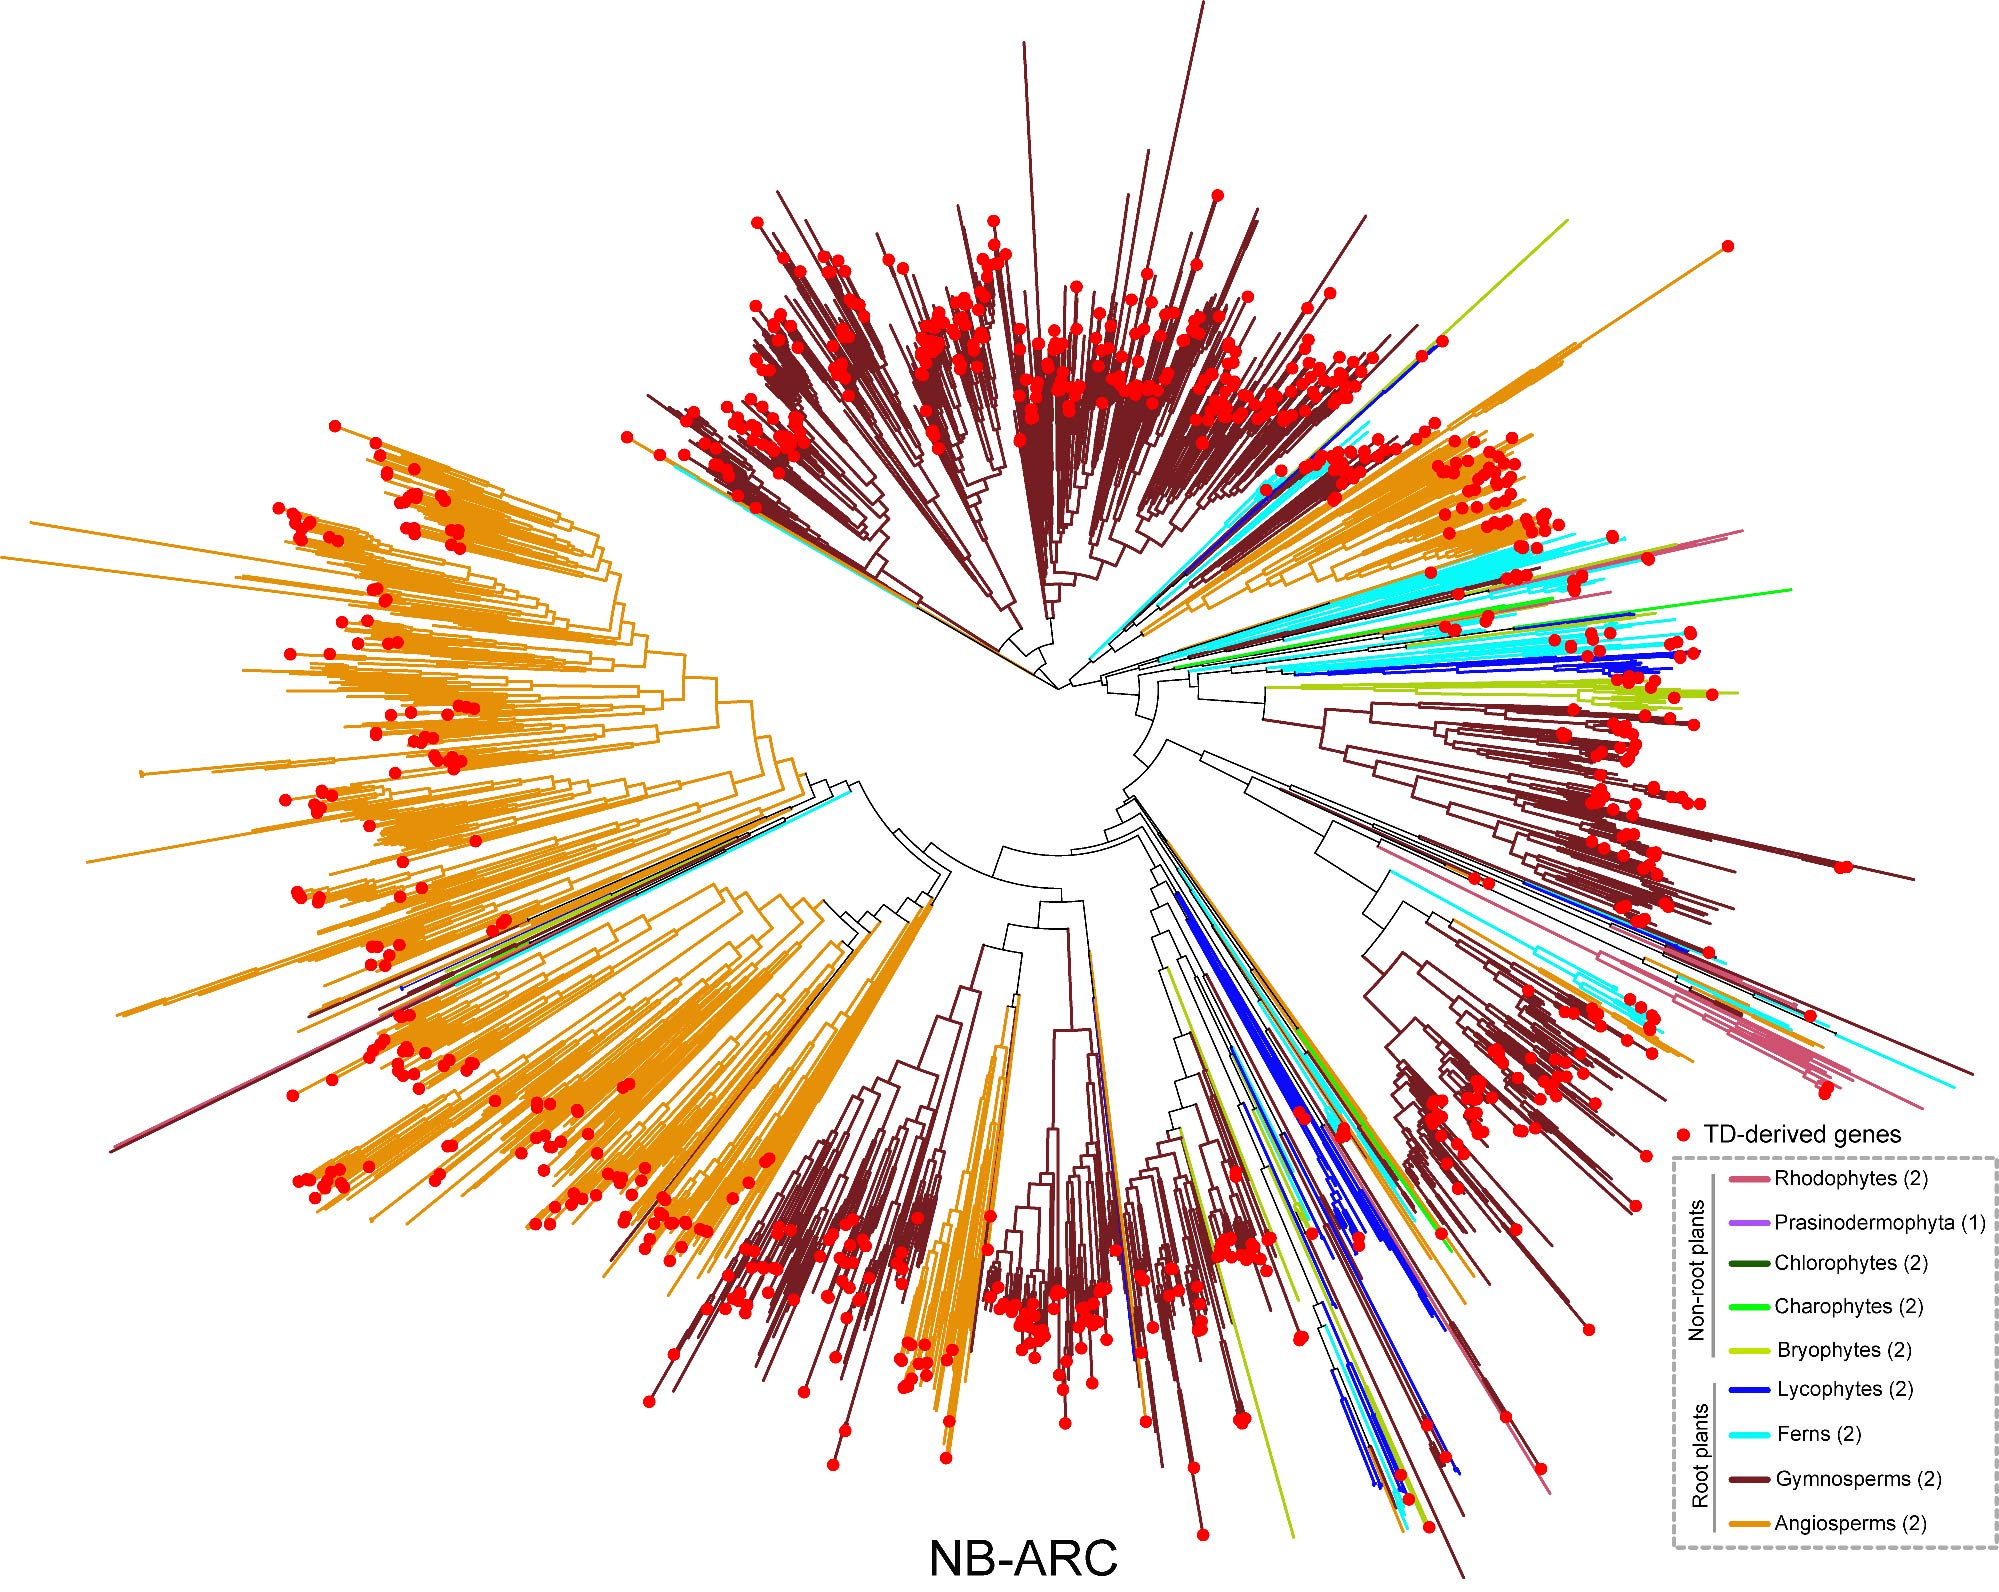 TD-derived genes
Non-root plants
Rhodophytes (2)
Prasinodermophyta (1)
Chlorophytes (2)
Charophytes (2)
Bryophytes (2)
Root plants
Lycophytes (2)
Ferns (2)
Gymnosperms (2)
Angiosperms (2)
NB-ARC